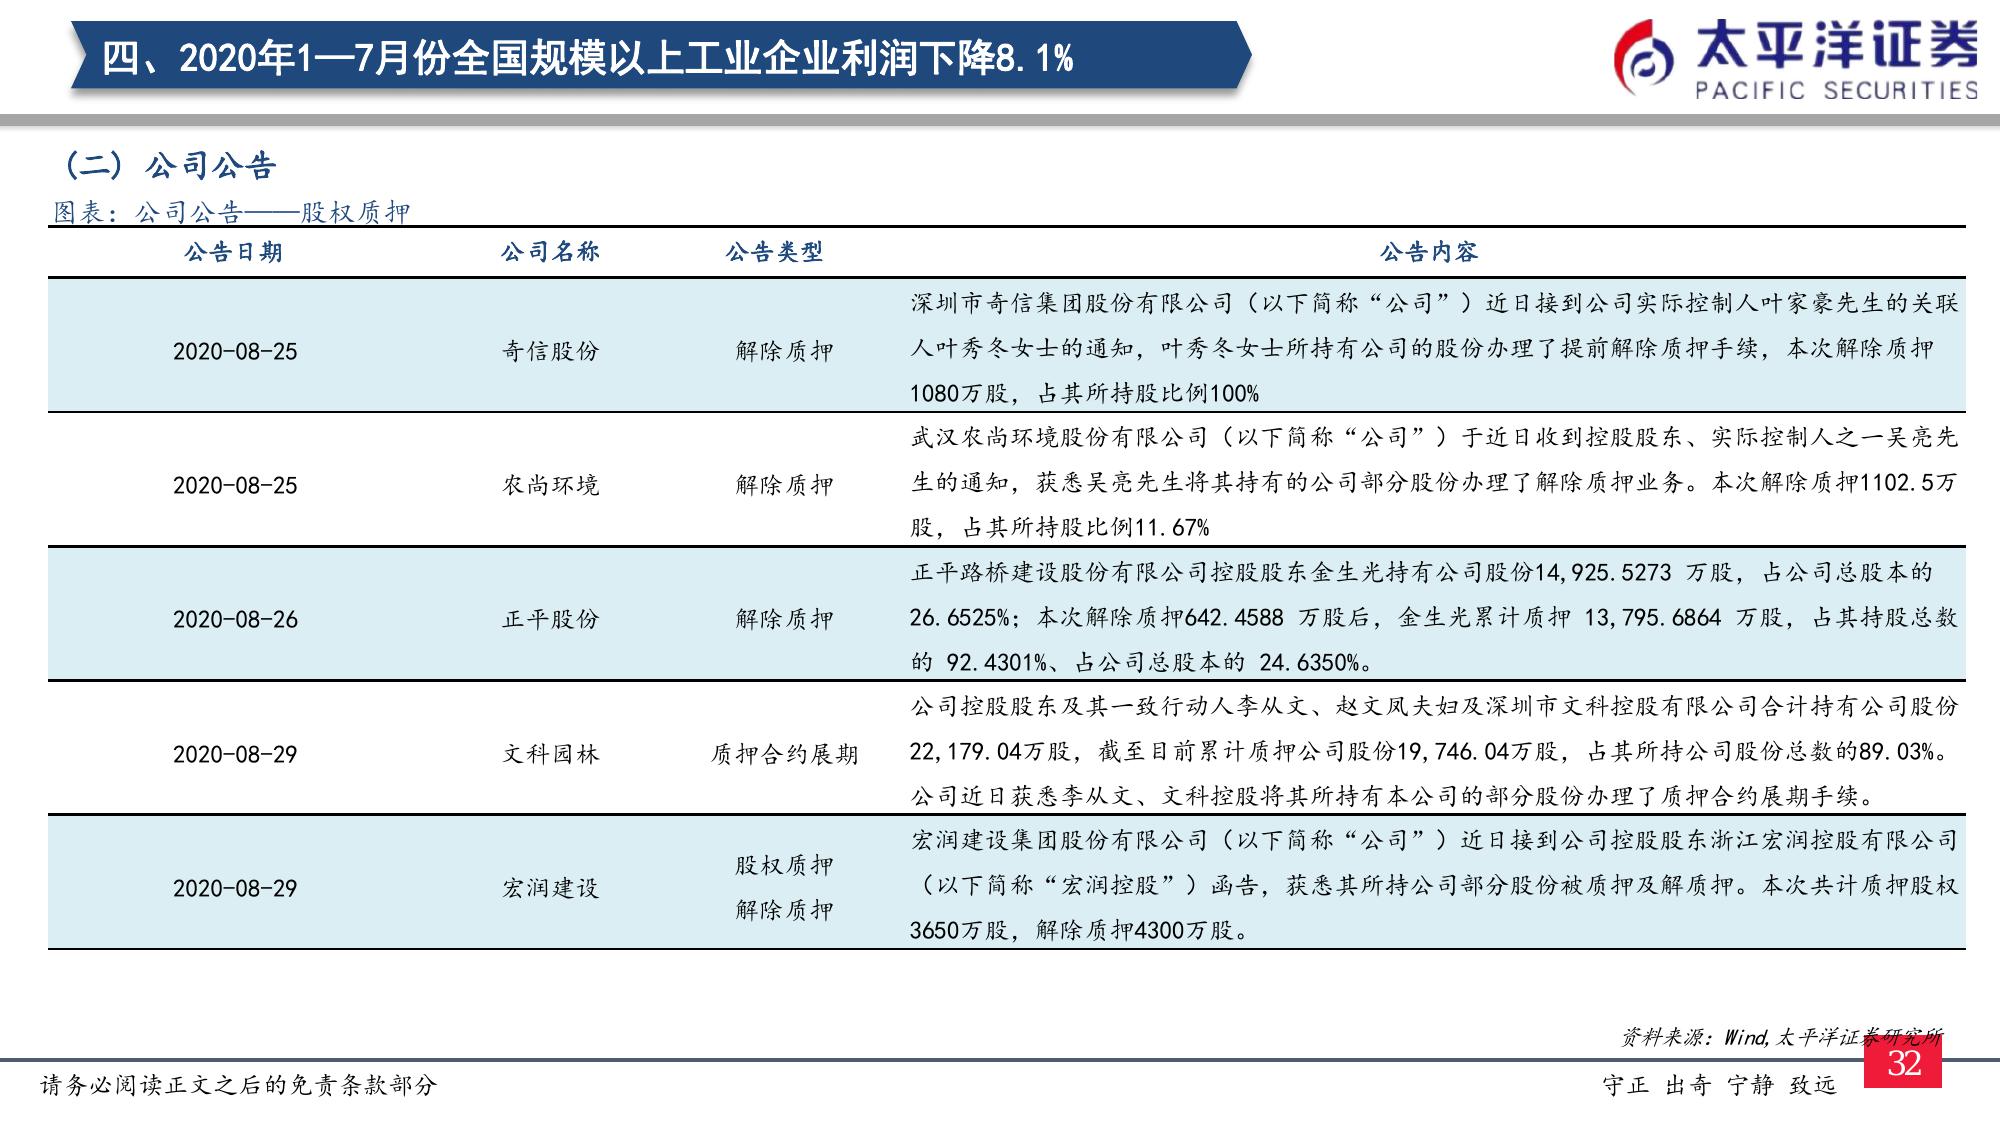 四、2020年1—7月份全国规模以上工业企业利润下降8.1%
太平洋证券
PACIFIC SECURITIES
(二) 公司公告
图表：公司公告——股权质押
公告日期 公司名称 公告类型 公告内容
2020-08-25 奇信股份 解除质押
深圳市奇信集团股份有限公司（以下简称“公司”）近日接到公司实际控制人叶家豪先生的关联
人叶秀冬女士的通知，叶秀冬女士所持有公司的股份办理了提前解除质押手续，本次解除质押
1080万股，占其所持股比例100%
2020-08-25 农尚环境 解除质押
武汉农尚环境股份有限公司（以下简称“公司”）于近日收到控股股东、实际控制人之一吴亮先
生的通知，获悉吴亮先生将其持有的公司部分股份办理了解除质押业务。本次解除质押1102.5万
股，占其所持股比例11.67%
2020-08-26 正平股份 解除质押
正平路桥建设股份有限公司控股股东金生光持有公司股份14,925.5273 万股，占公司总股本的
26.6525%；本次解除质押642.4588 万股后，金生光累计质押 13,795.6864 万股，占其持股总数
的 92.4301%、占公司总股本的 24.6350%。
2020-08-29 文科园林 质押合约展期
公司控股股东及其一致行动人李从文、赵文凤夫妇及深圳市文科控股有限公司合计持有公司股份
22,179.04万股，截至目前累计质押公司股份19,746.04万股，占其所持公司股份总数的89.03%。
公司近日获悉李从文、文科控股将其所持有本公司的部分股份办理了质押合约展期手续。
2020-08-29 宏润建设 股权质押
解除质押
宏润建设集团股份有限公司（以下简称“公司”）近日接到公司控股股东浙江宏润控股有限公司
（以下简称“宏润控股”）函告，获悉其所持公司部分股份被质押及解质押。本次共计质押股权
3650万股，解除质押4300万股。
资料来源：Wind,太平洋证券研究所
请务必阅读正文之后的免责条款部分
守正 出奇 宁静 致远
32